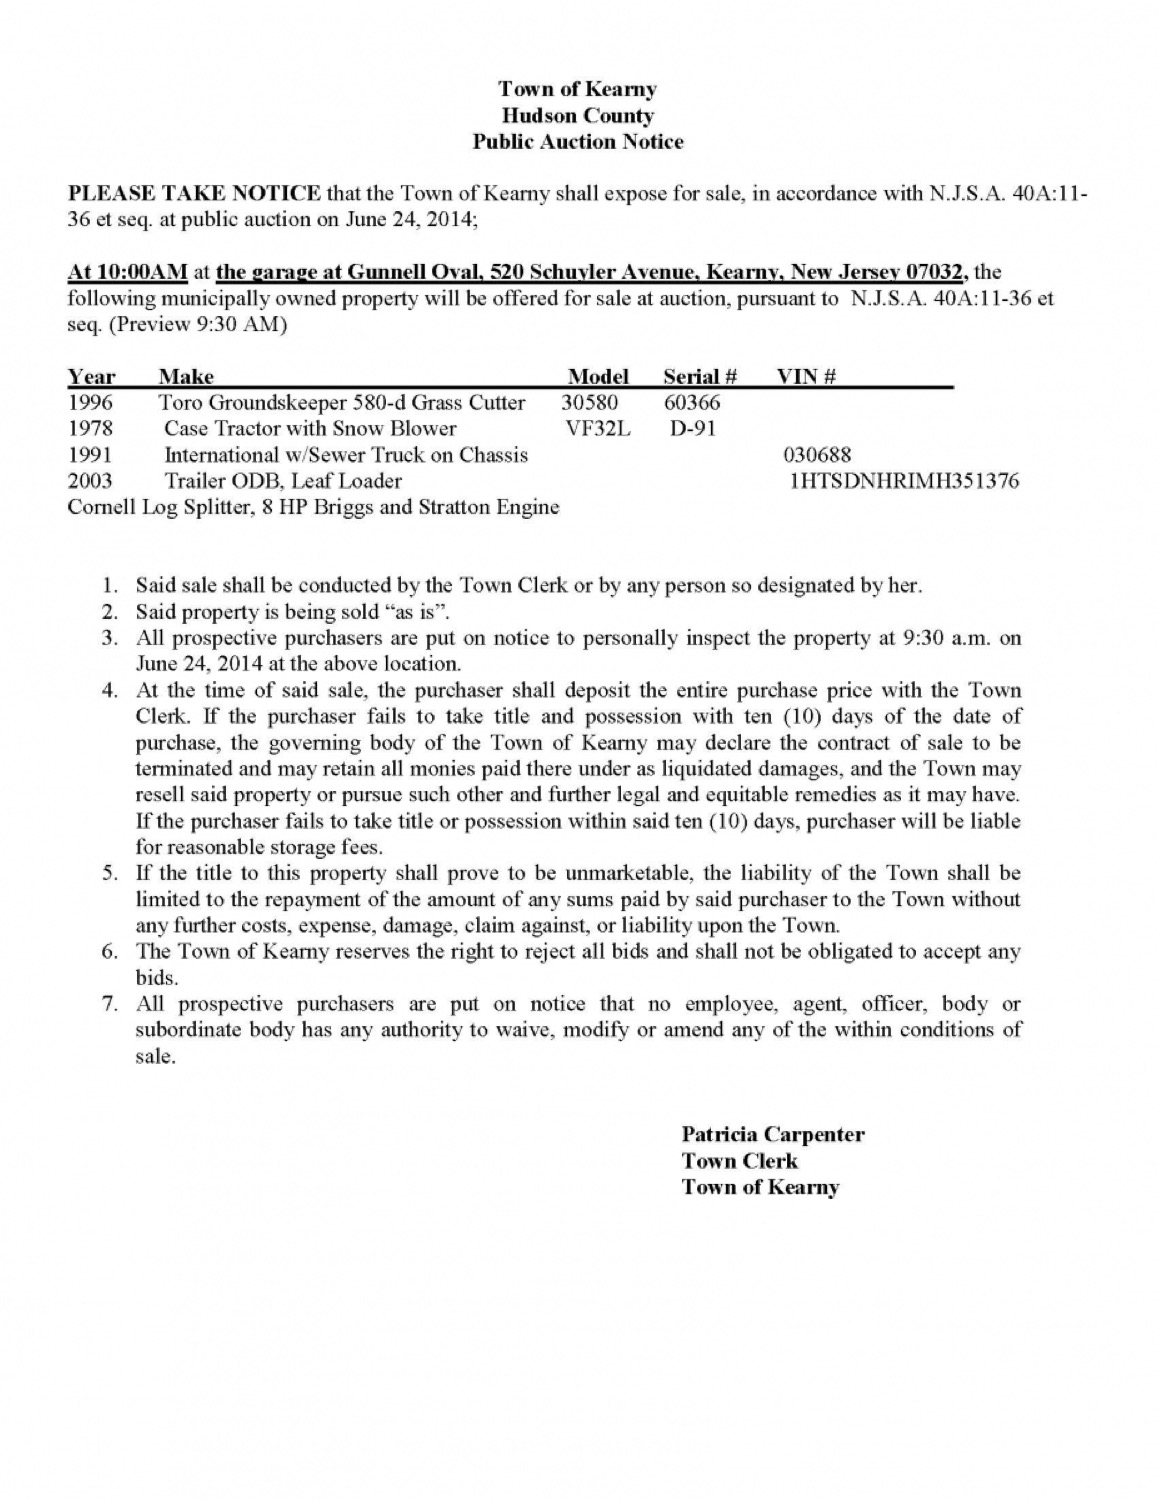 Town of Kearny
Hudson County
Public Auction Notice
PLEASE TAKE NOTICE that the Town of Kearny shall expose for sale, in accordance with N.J.S.A. 40A:11-
36 et seq. at public auction on June 24, 2014;
At 10:00AM at the garage at Gunnell Oval, 520 Schuyler Avenue, Kearny, New Jersey 07032, the
following municipally owned property will be offered for sale at auction, pursuant to N.J.S.A. 40A:11-36 et
seq. (Preview 9:30 AM)
Year Make Model Serial # VIN #
1996 Toro Groundskeeper 580-d Grass Cutter 30580 60366
1978 Case Tractor with Snow Blower VF32L D-91
1991 International w/Sewer Truck on Chassis 030688
2003 Trailer ODB, Leaf Loader 1HTSDNHRIMH351376
Cornell Log Splitter, 8 HP Briggs and Stratton Engine
1. Said sale shall be conducted by the Town Clerk or by any person so designated by her.
2. Said property is being sold “as is”.
3. All prospective purchasers are put on notice to personally inspect the property at 9:30 a.m. on
June 24, 2014 at the above location.
4. At the time of said sale, the purchaser shall deposit the entire purchase price with the Town
Clerk. If the purchaser fails to take title and possession with ten (10) days of the date of
purchase, the governing body of the Town of Kearny may declare the contract of sale to be
terminated and may retain all monies paid there under as liquidated damages, and the Town may
resell said property or pursue such other and further legal and equitable remedies as it may have.
If the purchaser fails to take title or possession within said ten (10) days, purchaser will be liable
for reasonable storage fees.
5. If the title to this property shall prove to be unmarketable, the liability of the Town shall be
limited to the repayment of the amount of any sums paid by said purchaser to the Town without
any further costs, expense, damage, claim against, or liability upon the Town.
6. The Town of Kearny reserves the right to reject all bids and shall not be obligated to accept any
bids.
7. All prospective purchasers are put on notice that no employee, agent, officer, body or
subordinate body has any authority to waive, modify or amend any of the within conditions of
sale.
Patricia Carpenter
Town Clerk
Town of Kearny